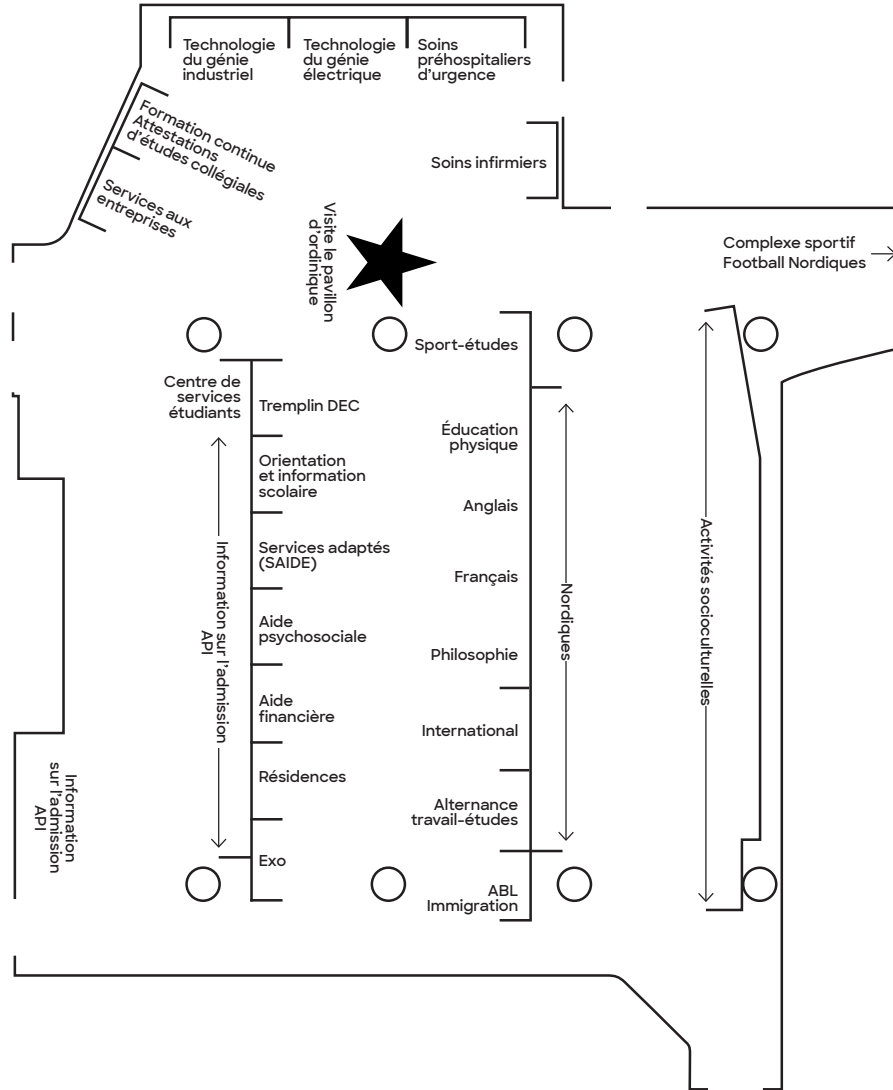 Technologie
du génie
industriel
Technologie
du génie
électrique
Soins
préhospitaliers
d'urgence
Formation continue
Attestations
d'études collégiales
Services aux
entreprises
Soins infirmiers
Visite le pavillon
d'ordinique
Complexe sportif
Football Nordiques
Centre de
services
étudiants
Information sur l'admission
API
Tremplin DEC
Orientation
et information
scolaire
Services adaptés
(SAIDE)
Aide
psychosociale
Aide
financière
Résidences
Exo
Sport-études
Éducation
physique
Anglais
Français
Philosophie
International
Alternance
travail-études
ABL
Immigration
Nordiques
Activités socioculturelles
Information
sur l'admission
API